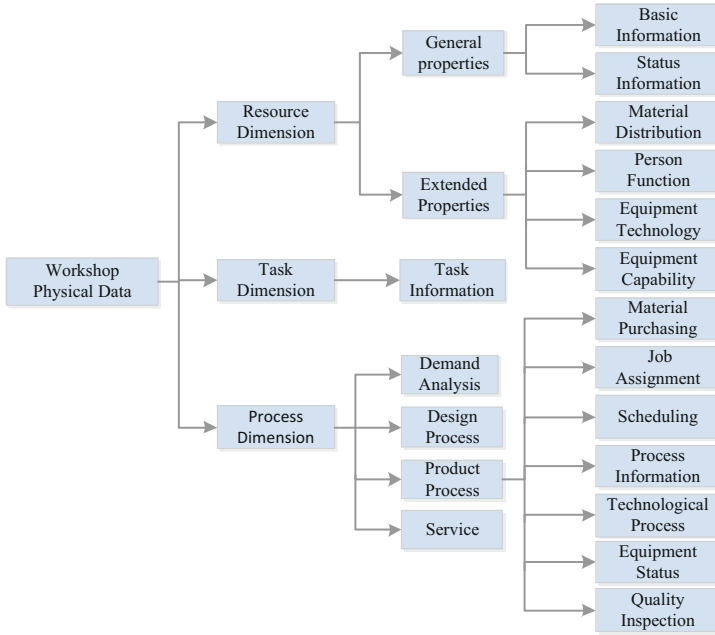 Workshop
Physical Data
Resource
Dimension
Task
Dimension
Process
Dimension
General
properties
Extended
Properties
Task
Information
Demand
Analysis
Design
Process
Product
Process
Service
Basic
Information
Status
Information
Material
Distribution
Person
Function
Equipment
Technology
Equipment
Capability
Material
Purchasing
Job
Assignment
Scheduling
Process
Information
Technological
Process
Equipment
Status
Quality
Inspection